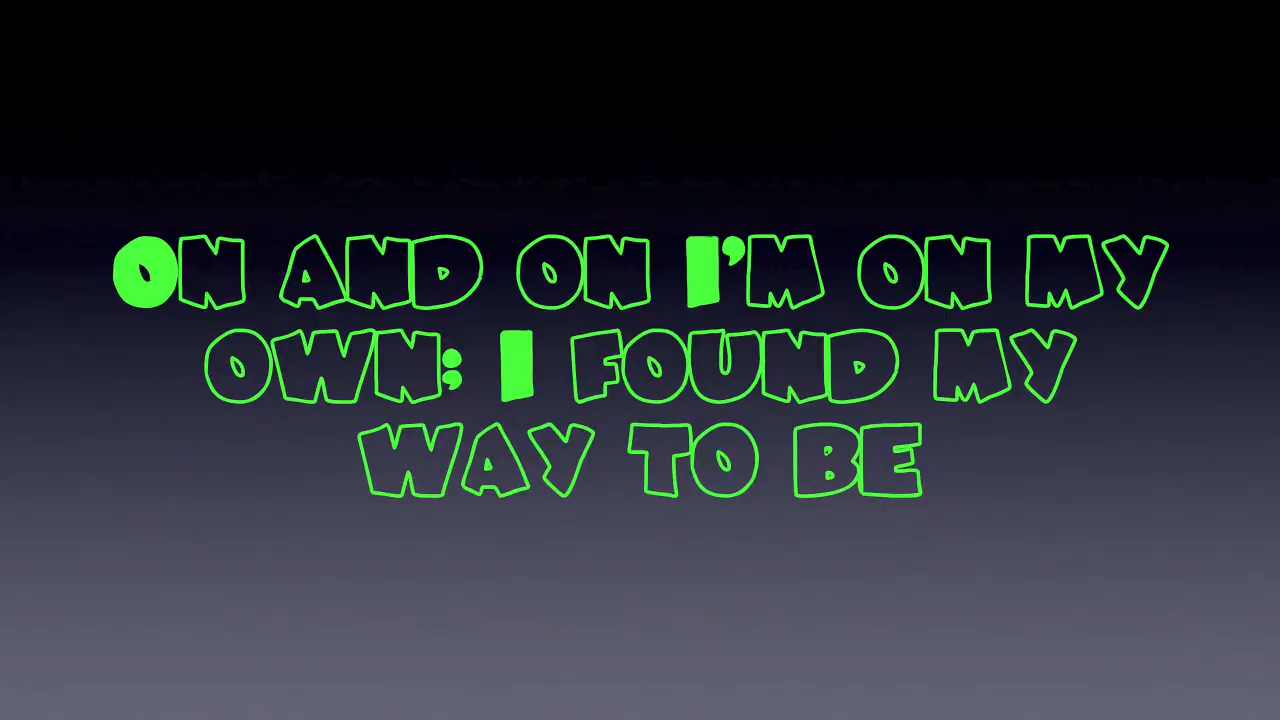 On and on I’m on my
own; I found my
way to be